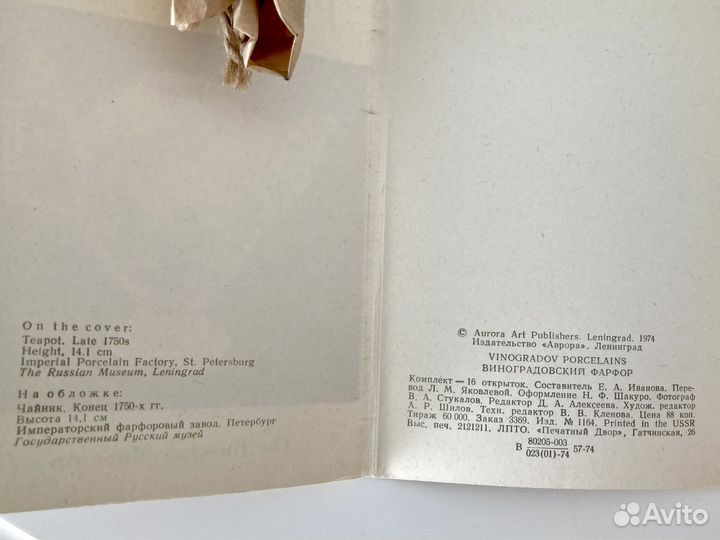 On the cover:
Teapot. Late 1750s
Height, 14.1 cm
Imperial Porcelain Factory, St. Petersburg
The Russian Museum, Leningrad
На обложке:
Чайник. Конец 1750-х гг.
Высота 14,1 см
Императорский фарфоровый завод. Петербург
Государственный Русский музей
© Aurora Art Publishers. Leningrad. 1974
Издательство «Аврора». Ленинград
VINOGRADOV PORCELAINS
ВИНОГРАДОВСКИЙ ФАРФОР
Комплект — 16 открыток. Составитель Е. А. Иванова. Пере-
вод Л. М. Яковлевой. Оформление Н. Ф. Шакуро. Фотограф
В. А. Стукалов. Редактор Д. А. Алексеева. Худож. редактор
А. Р. Шилов. Техн. редактор В. В. Кленова. Цена 88 коп.
Тираж 60 000. Заказ 3369. Изд. № 1164. Printed in the USSR
Выс. печ. 2121211. ЛПТО. «Печатный Двор», Гатчинская, 26
В 80205-003
023(01)-74 57-74
Avito